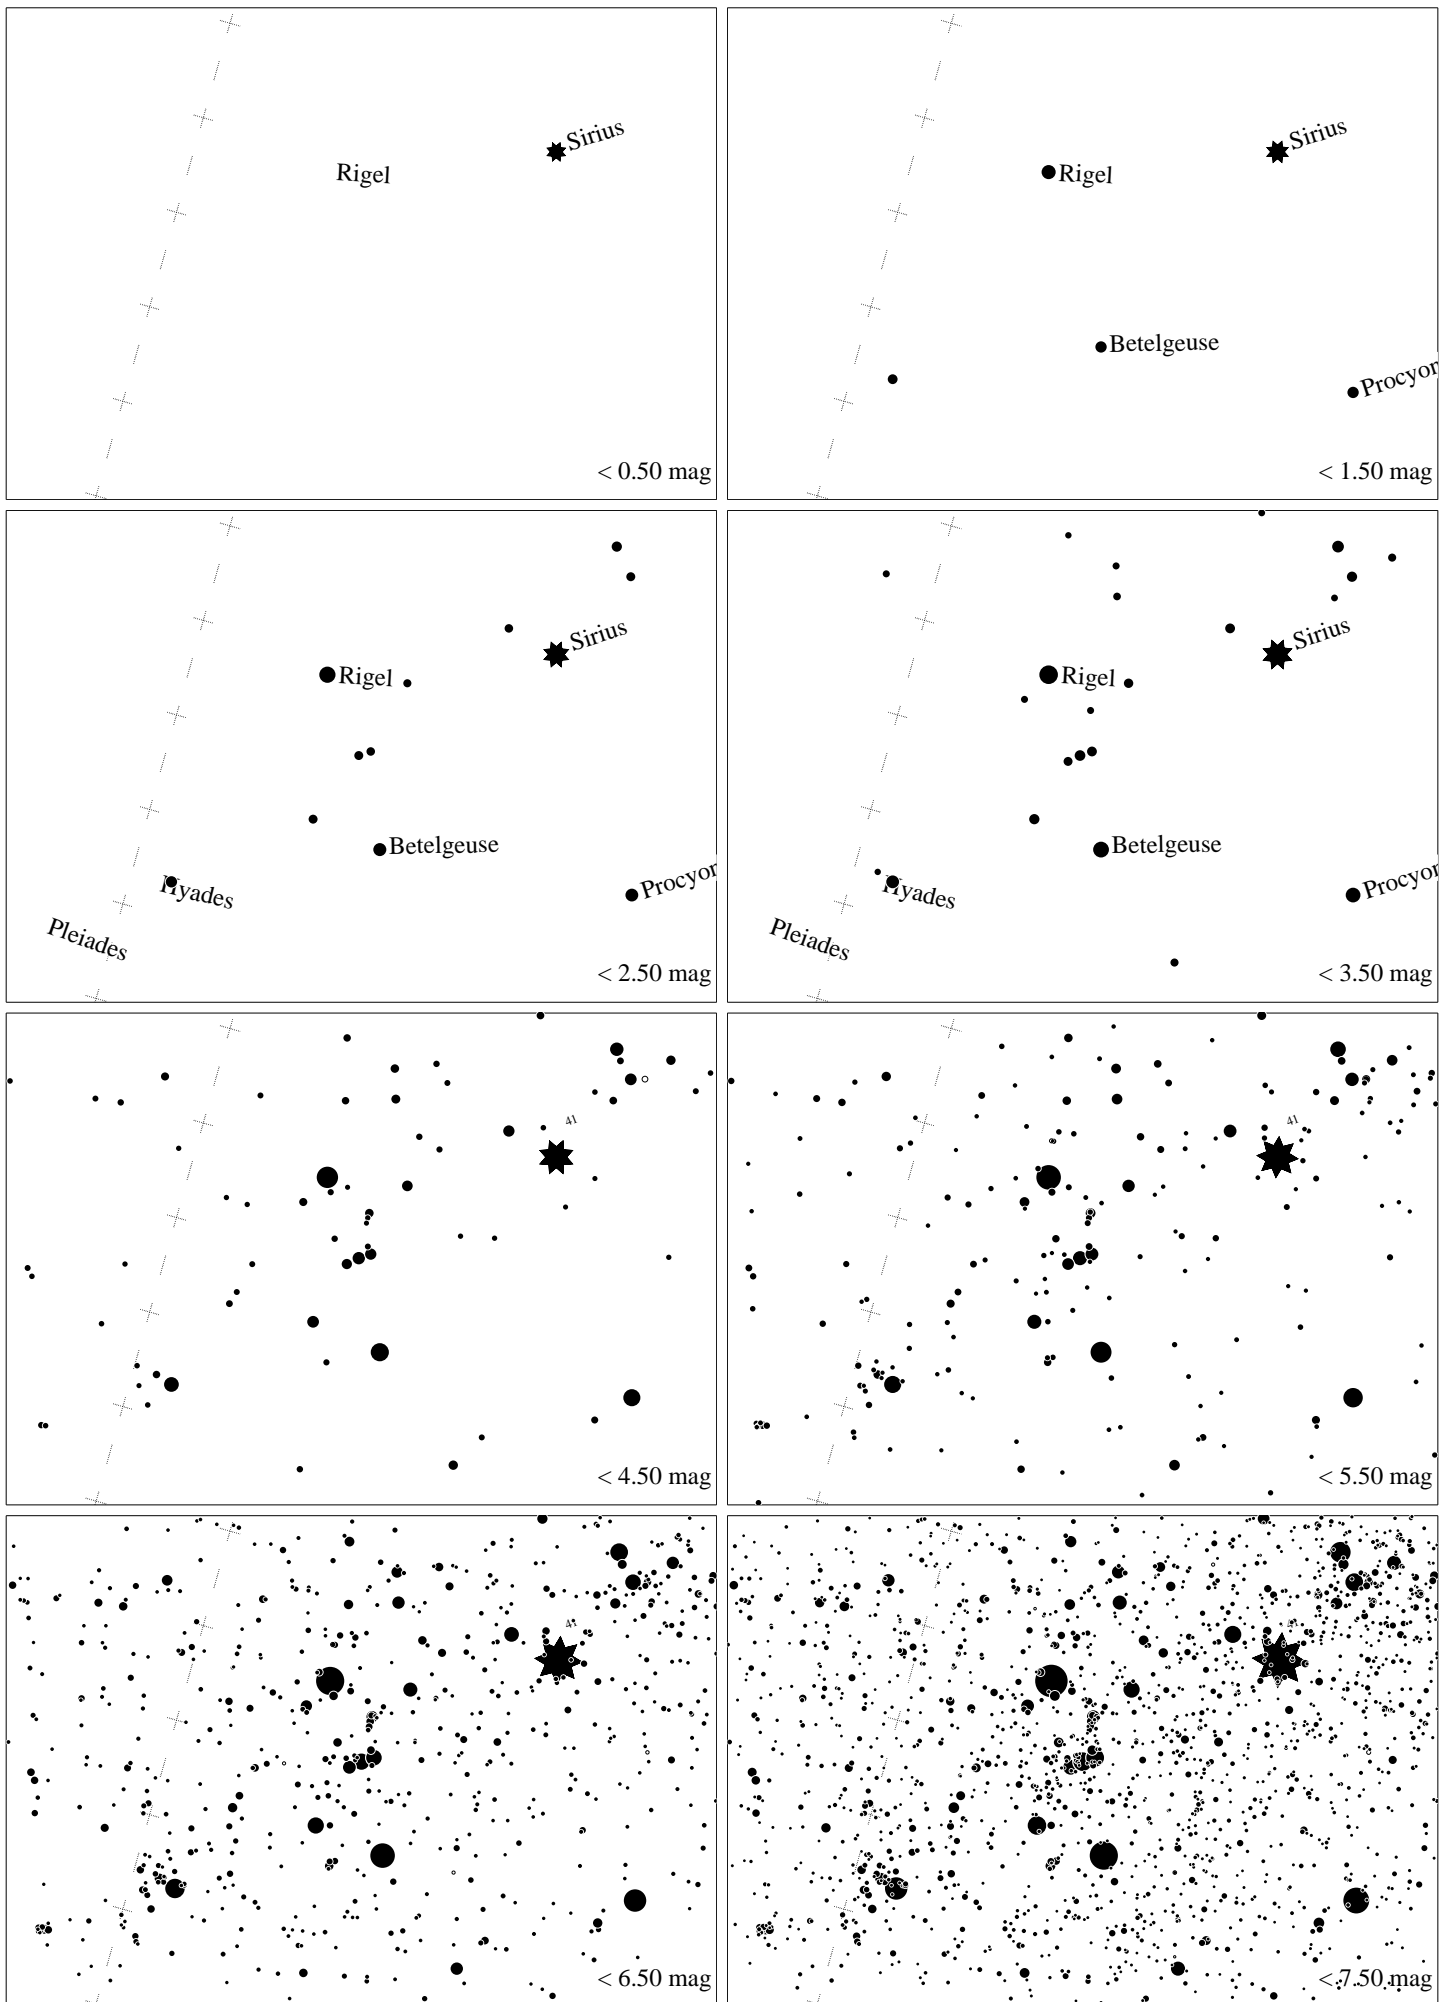 Sirius
Rigel
< 0.50 mag
Sirius
Rigel
Betelgeuse
Procyon
< 1.50 mag
Sirius
Rigel
Betelgeuse
Hyades
Procyon
Pleiades
< 2.50 mag
Sirius
Rigel
Betelgeuse
Hyades
Procyon
Pleiades
< 3.50 mag
41
< 4.50 mag
41
< 5.50 mag
41
< 6.50 mag
41
< 7.50 mag